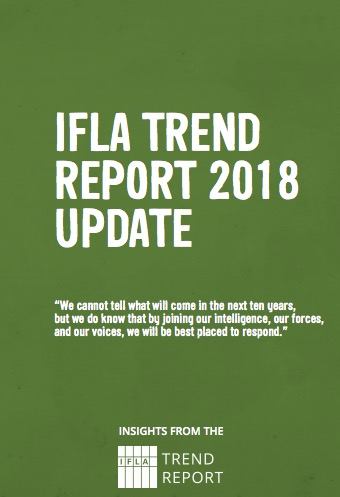 IFLA TREND
REPORT 2018
UPDATE
“We cannot tell what will come in the next ten years,
but we do know that by joining our intelligence, our forces,
and our voices, we will be best placed to respond.”
INSIGHTS FROM THE
IFLA
TREND
REPORT